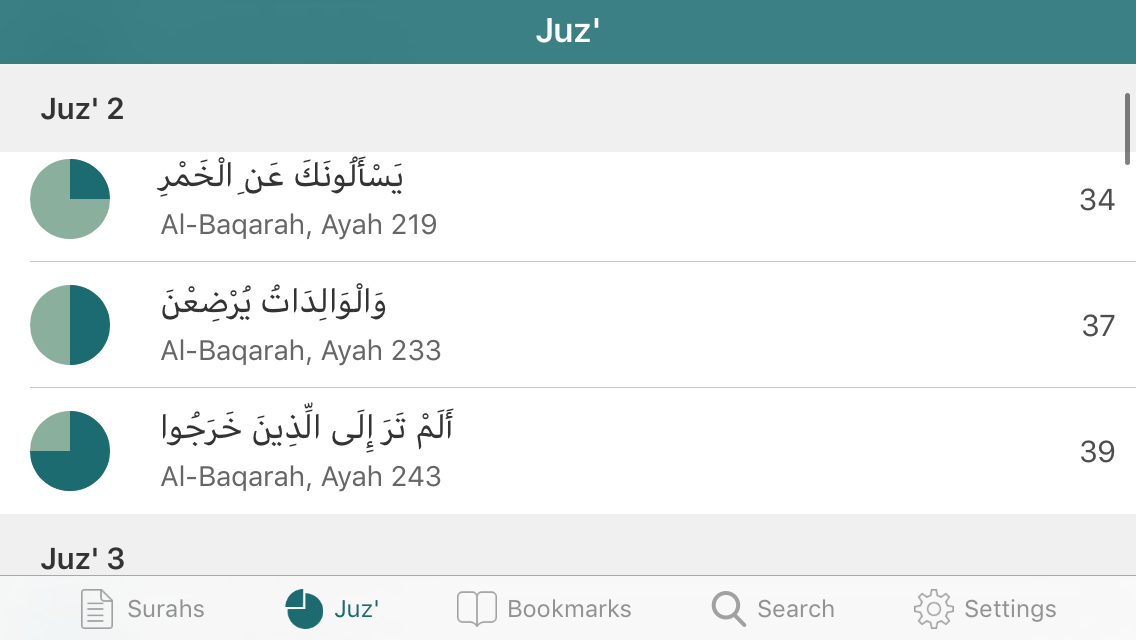 Juz'
Juz' 2
يَسْأَلُونَكَ عَنِ الْخَمْرِ
Al-Baqarah, Ayah 219
34
وَالْوَالِدَاتُ يُرْضِعْنَ
Al-Baqarah, Ayah 233
37
أَلَمْ تَرَ إِلَى الَّذِينَ خَرَجُوا
Al-Baqarah, Ayah 243
39
Juz' 3
Surahs
Juz'
Bookmarks
Search
Settings